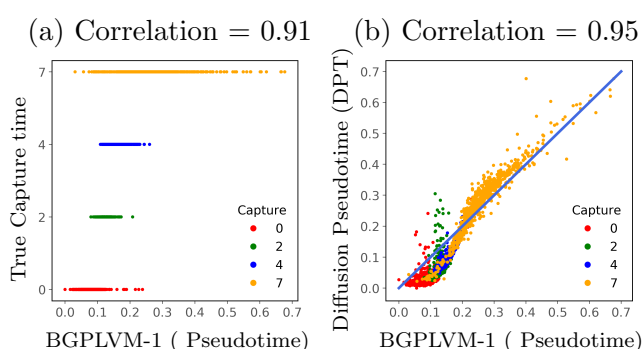 (a) Correlation = 0.91
True Capture time
7
4
2
0
0.0 0.1 0.2 0.3 0.4 0.5 0.6 0.7
BGPLVM-1 ( Pseudotime)
Capture
0
2
4
7
(b) Correlation = 0.95
Diffusion Pseudotime (DPT)
0.7
0.6
0.5
0.4
0.3
0.2
0.1
0.0
0.0 0.1 0.2 0.3 0.4 0.5 0.6 0.7
BGPLVM-1 ( Pseudotime)
Capture
0
2
4
7